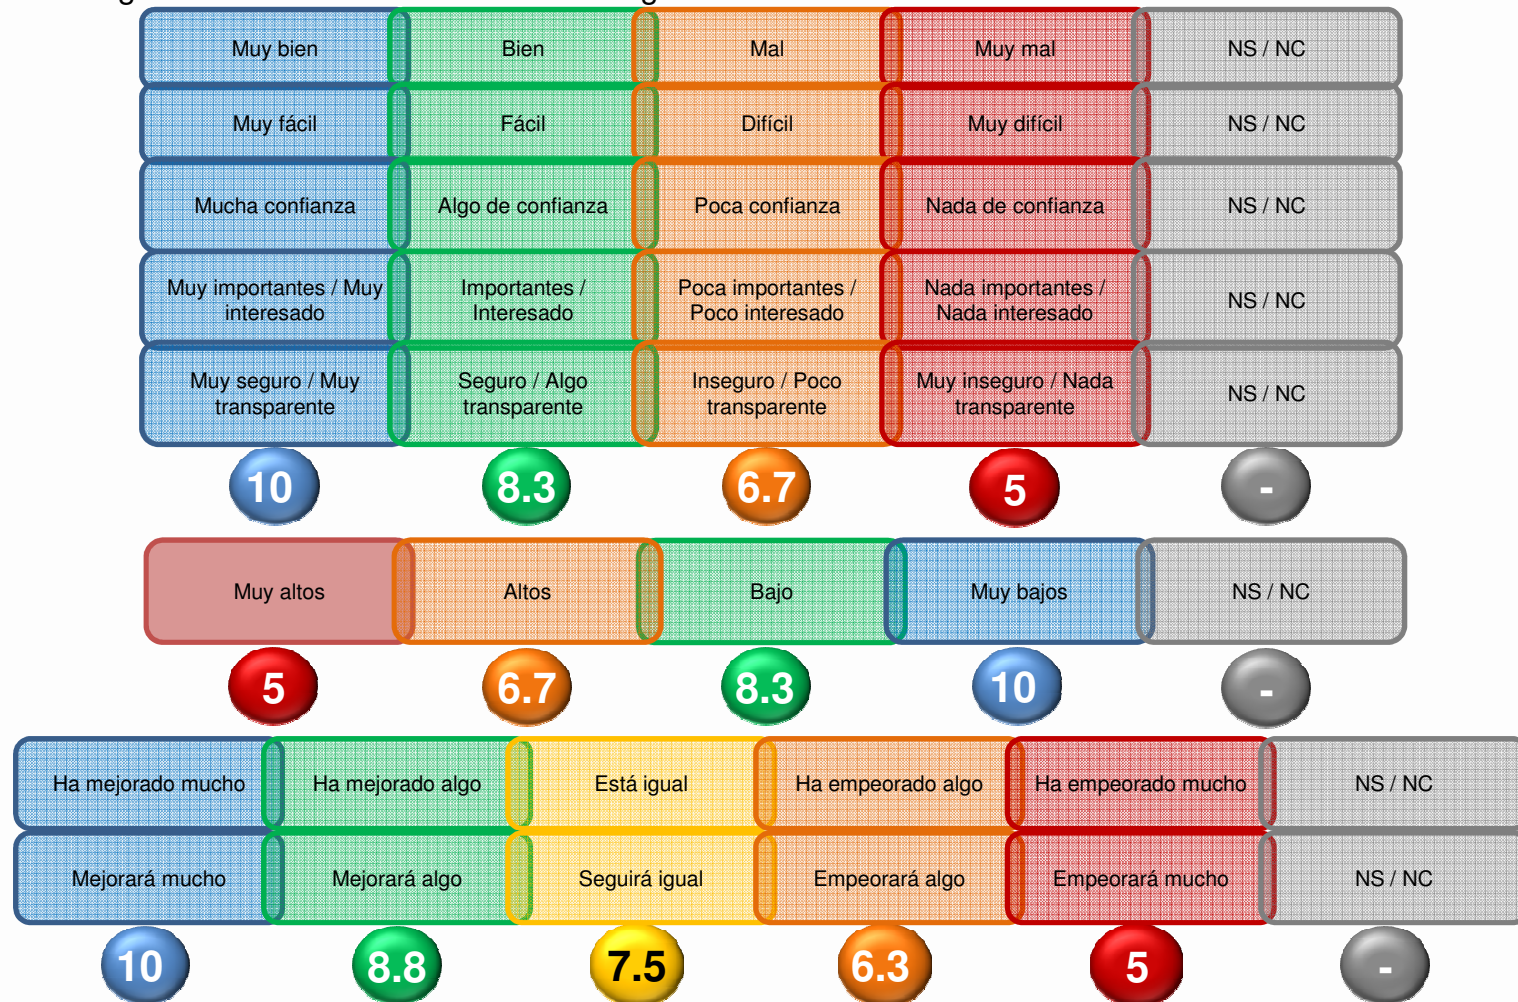 Muy bien
Bien
Mal
Muy mal
NS / NC
Muy fácil
Fácil
Difícil
Muy difícil
NS / NC
Mucha confianza
Algo de confianza
Poca confianza
Nada de confianza
NS / NC
Muy importantes / Muy
interesado
Importantes /
Interesado
Poca importantes /
Poco interesado
Nada importantes /
Nada interesado
NS / NC
Muy seguro / Muy
transparente
Seguro / Algo
transparente
Inseguro / Poco
transparente
Muy inseguro / Nada
transparente
NS / NC
10
8.3
6.7
5
-
Muy altos
Altos
Bajo
Muy bajos
NS / NC
5
6.7
8.3
10
-
Ha mejorado mucho
Ha mejorado algo
Está igual
Ha empeorado algo
Ha empeorado mucho
NS / NC
Mejorará mucho
Mejorará algo
Seguirá igual
Empeorará algo
Empeorará mucho
NS / NC
10
8.8
7.5
6.3
5
-